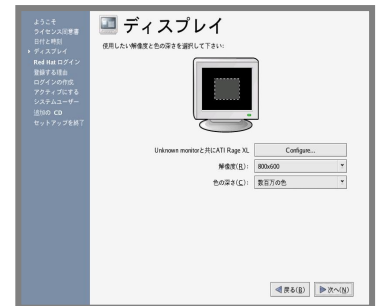 ようこそ
ライセンス同意書
日付と時刻
ディスプレイ
Red Hat ログイン
登録する理由
ログインの作成
アクティブにする
システムユーザー
追加の CD
セットアップを終了
ディスプレイ
使用したい解像度と色の深さを選択して下さい:
Unknown monitorと共にATI Rage XL
Configure...
解像度(R):
800x600
色の深さ(C):
数百万の色
戻る(B)
次へ(N)